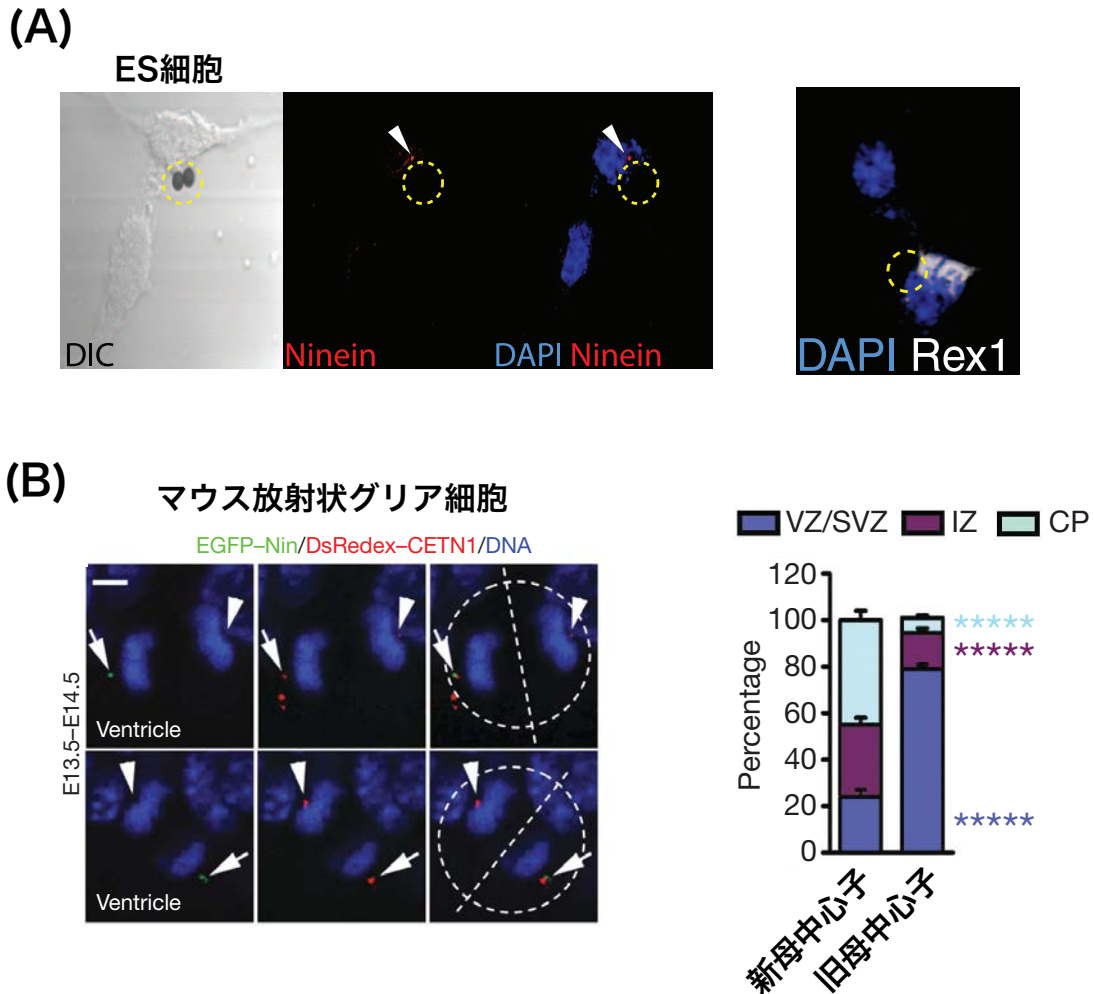 (A)
ES細胞
DIC
Ninein
DAPI Ninein
DAPI Rex1
(B)
マウス放射状グリア細胞
EGFP–Nin/DsRedex–CETN1/DNA
E13.5–E14.5
Ventricle
Ventricle
VZ/SVZ
IZ
CP
Percentage
120
100
80
60
40
20
0
*****
*****
*****
新母中心子
旧母中心子